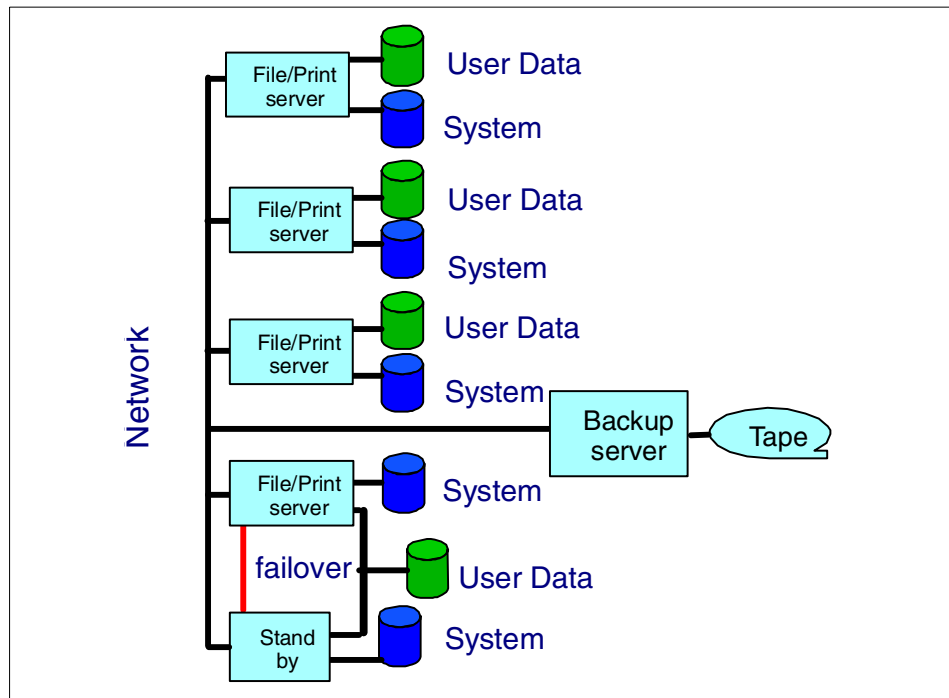 File/Print
server
User Data
System
File/Print
server
User Data
System
File/Print
server
User Data
System
Network
Backup
server
Tape
File/Print
server
System
failover
User Data
Stand
by
System